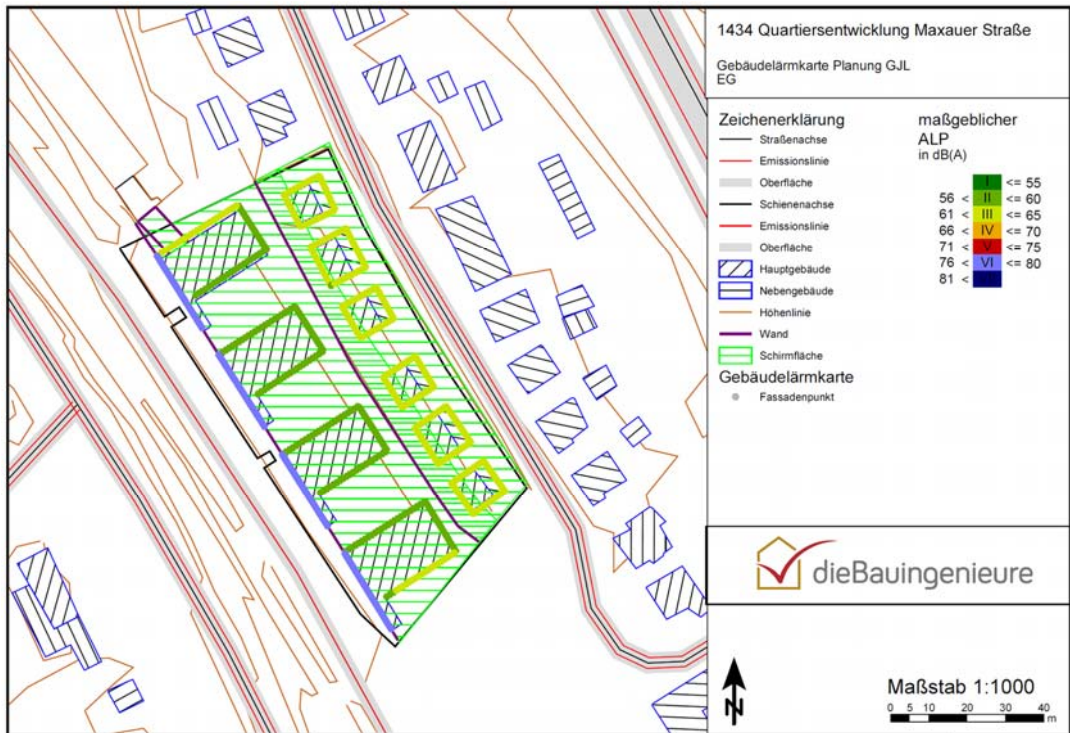 1434 Quartiersentwicklung Maxauer Straße
Gebäudelärmkarte Planung GJL
EG
Zeichenerklärung
Straßenachse
Emissionslinie
Oberfläche
Schienenachse
Emissionslinie
Oberfläche
Hauptgebäude
Nebengebäude
Höhenlinie
Wand
Schirmfläche
Gebäudelärmkarte
Fassadenpunkt
maßgeblicher
ALP
in dB(A)
I <= 55
56 < II <= 60
61 < III <= 65
66 < IV <= 70
71 < V <= 75
76 < VI <= 80
81 <
dieBauingenieure
N
Maßstab 1:1000
0 5 10 20 30 40
m